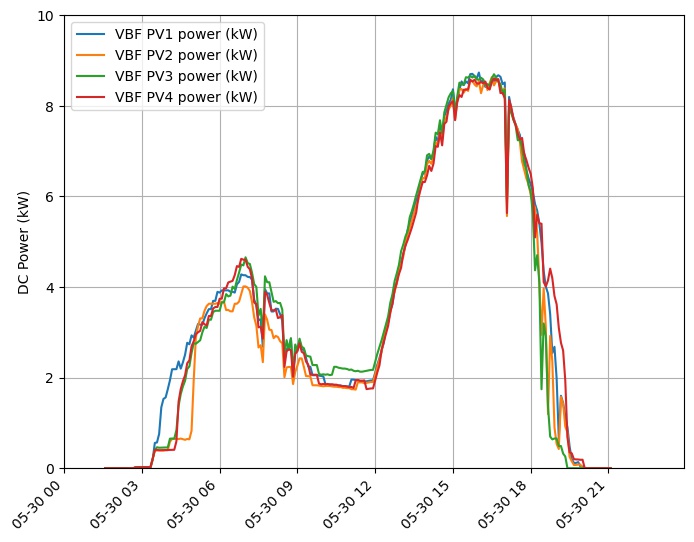 VBF PV1 power (kW)
VBF PV2 power (kW)
VBF PV3 power (kW)
VBF PV4 power (kW)
DC Power (kW)
10
8
6
4
2
0
05-30 00
05-30 03
05-30 06
05-30 09
05-30 12
05-30 15
05-30 18
05-30 21